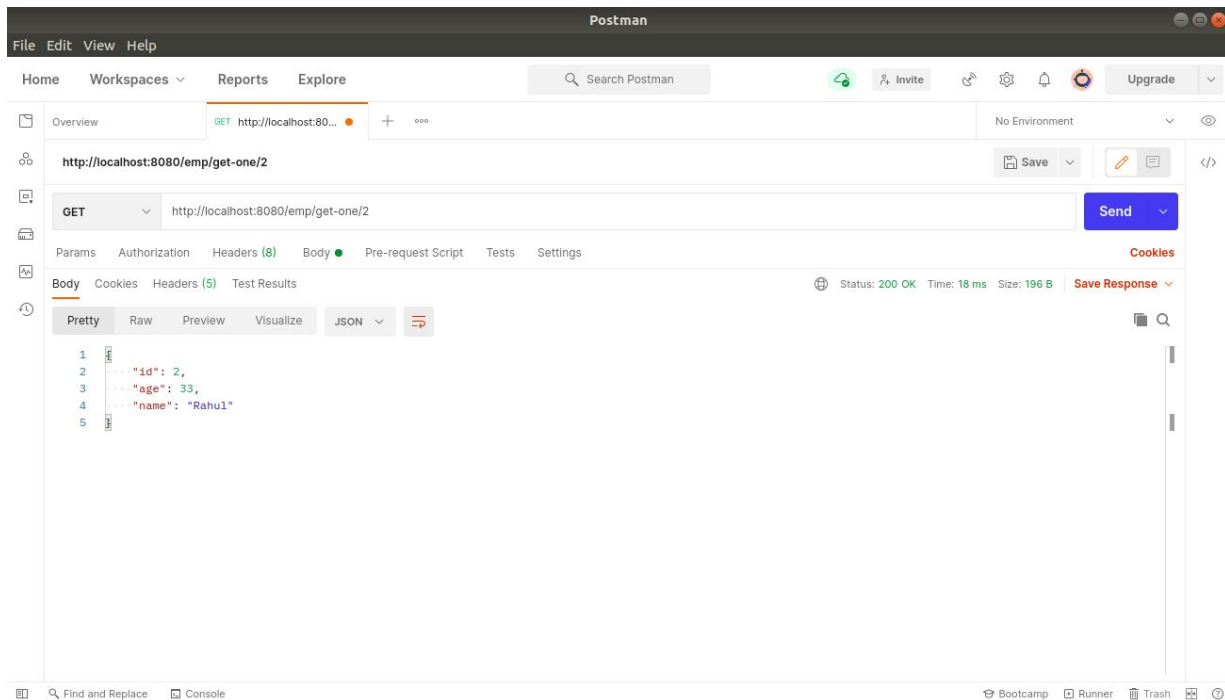 Postman
File Edit View Help
Home Workspaces Reports Explore Search Postman Invite Upgrade
Overview GET http://localhost:80... No Environment
http://localhost:8080/emp/get-one/2 Save
GET http://localhost:8080/emp/get-one/2 Send
Params Authorization Headers (8) Body Pre-request Script Tests Settings Cookies
Body Cookies Headers (5) Test Results Status: 200 OK Time: 18 ms Size: 196 B Save Response
Pretty Raw Preview Visualize JSON
1 {
2 "id": 2,
3 "age": 33,
4 "name": "Rahul"
5 }
Find and Replace Console Bootcamp Runner Trash